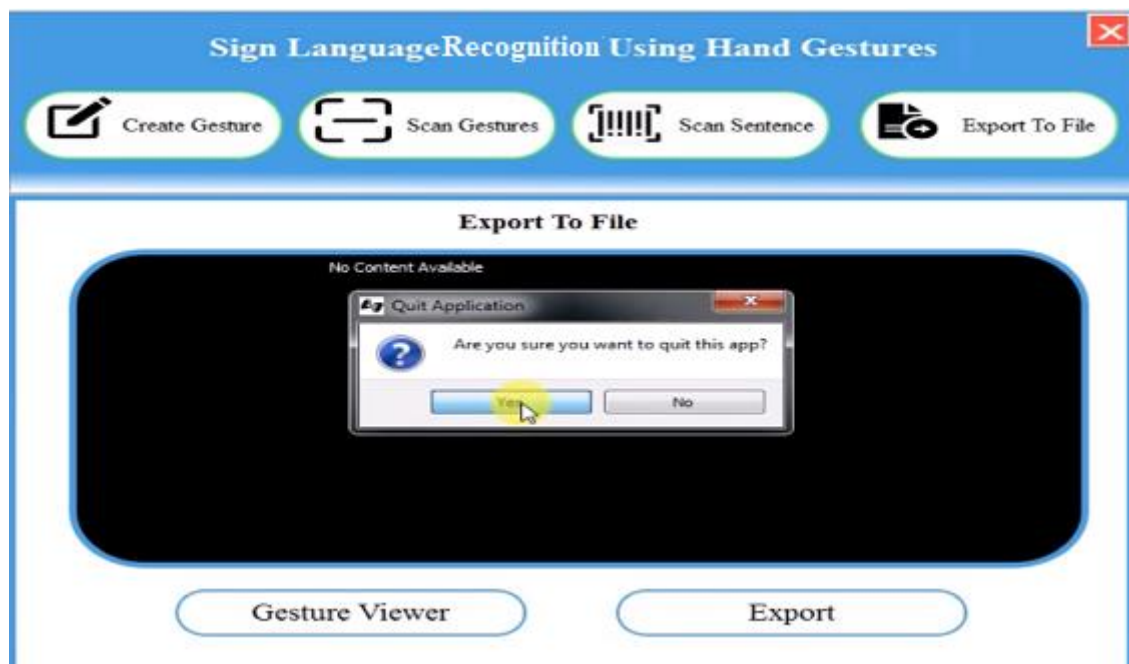 Sign LanguageRecognition Using Hand Gestures
Create Gesture
Scan Gestures
Scan Sentence
Export To File
Export To File
No Content Available
Quit Application
Are you sure you want to quit this app?
Yes
No
Gesture Viewer
Export